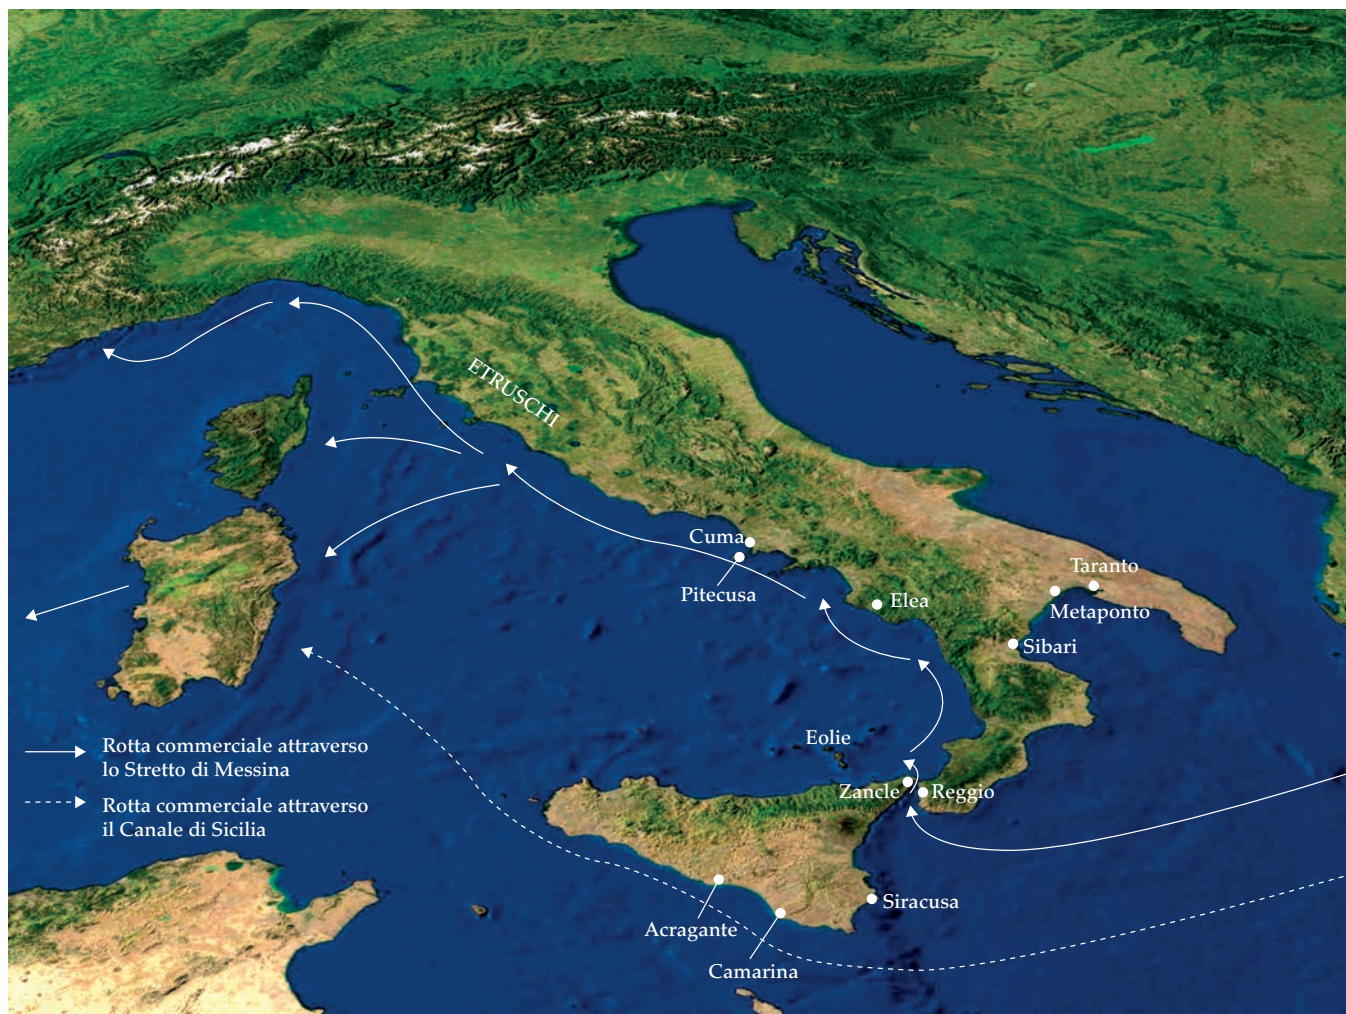 ETRUSCHI
Cuma
Pitecusa
Elea
Taranto
Metaponto
Sibari
Eolie
Zancle
Reggio
Siracusa
Acragante
Camarina
Rotta commerciale attraverso
lo Stretto di Messina
Rotta commerciale attraverso
il Canale di Sicilia